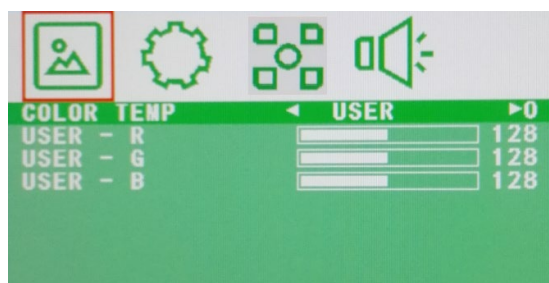 COLOR TEMP ◄ USER ►0
USER - R 128
USER - G 128
USER - B 128